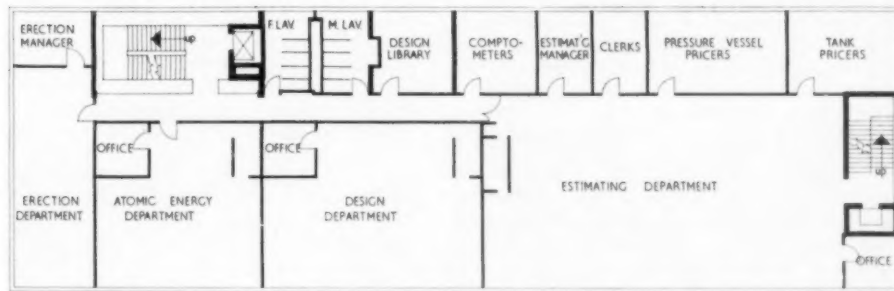 ERECTION
MANAGER
up
F. LAV.
M. LAV.
DESIGN
LIBRARY
COMPTO-
METERS
ESTIMAT'G
MANAGER
CLERKS
PRESSURE VESSEL
PRICERS
TANK
PRICERS
OFFICE
OFFICE
up
ERECTION
DEPARTMENT
ATOMIC ENERGY
DEPARTMENT
DESIGN
DEPARTMENT
ESTIMATING DEPARTMENT
OFFICE